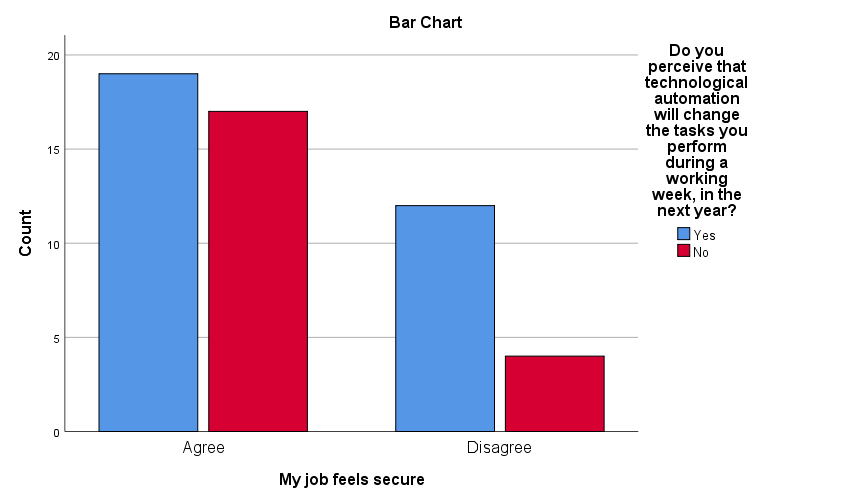 Bar Chart
20
15
10
5
0
Count
Agree
Disagree
My job feels secure
Do you
perceive that
technological
automation
will change
the tasks you
perform
during a
working
week, in the
next year?
Yes
No